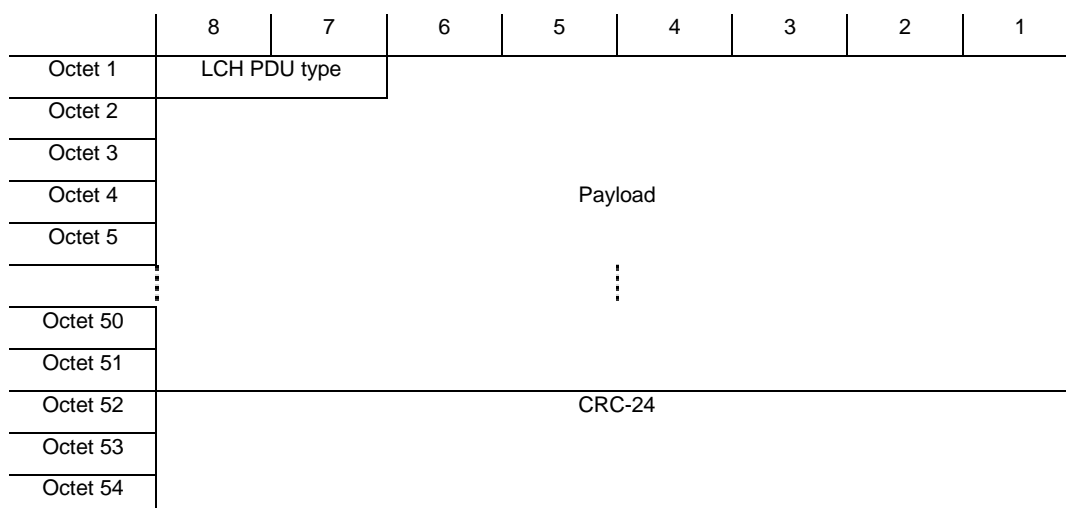 8 7 6 5 4 3 2 1
Octet 1 LCH PDU type
Octet 2
Octet 3
Octet 4 Payload
Octet 5
Octet 50
Octet 51
Octet 52 CRC-24
Octet 53
Octet 54